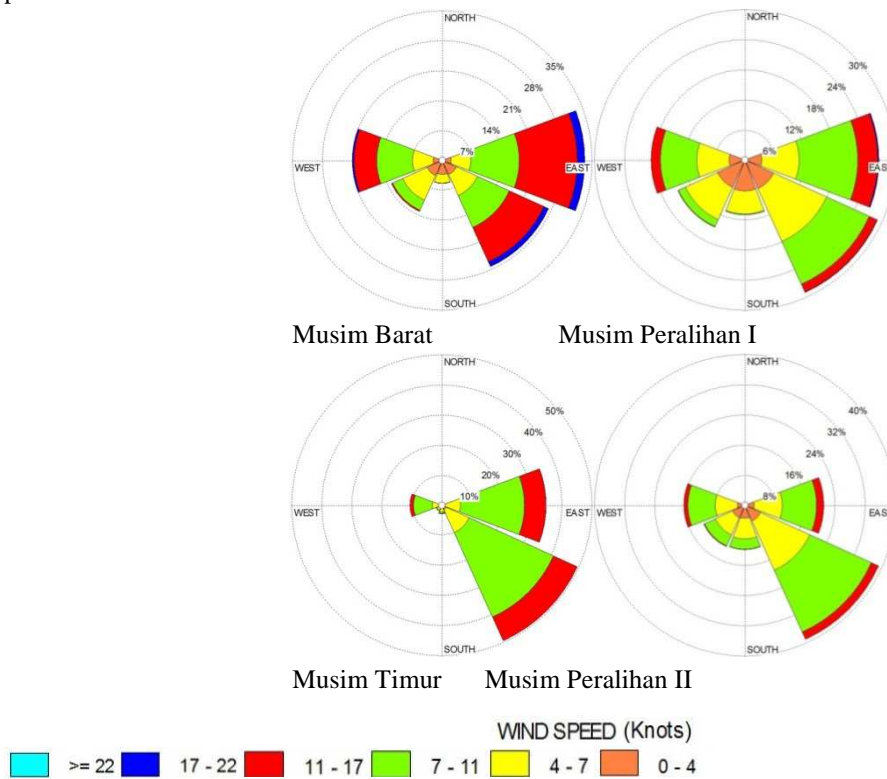 NORTH NORTH
35% 30%
28% 24%
21% 18%
14% 12%
7% 6%
WEST EAST WEST EAS
SOUTH SOUTH
Musim Barat Musim Peralihan I
NORTH NORTH
50% 40%
40% 32%
30% 24%
20% 16%
10% 8%
WEST EAST WEST EAS
SOUTH SOUTH
Musim Timur Musim Peralihan II
WIND SPEED (Knots)
>= 22 17 - 22 11 - 17 7 - 11 4 - 7 0 - 4